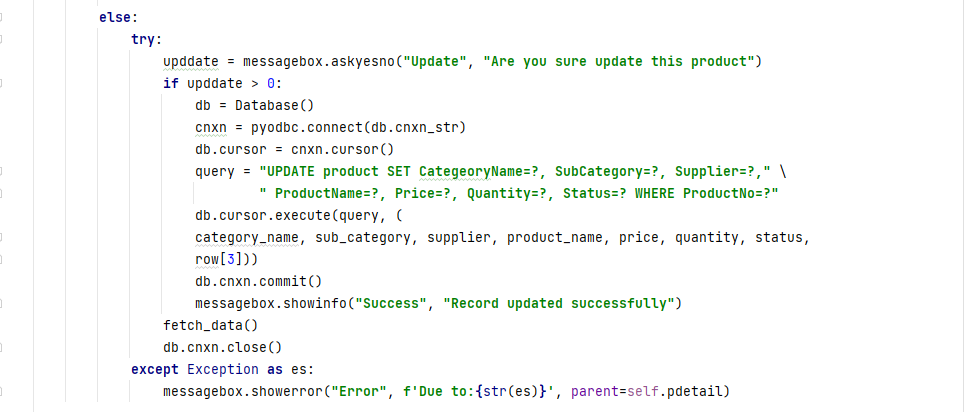 else:
try:
upddate = messagebox.askyesno("Update", "Are you sure update this product")
if upddate > 0:
db = Database()
cnxn = pyodbc.connect(db.cnxn_str)
db.cursor = cnxn.cursor()
query = "UPDATE product SET CategeoryName=?, SubCategory=?, Supplier=?," \
" ProductName=?, Price=?, Quantity=?, Status=? WHERE ProductNo=?"
db.cursor.execute(query, (
category_name, sub_category, supplier, product_name, price, quantity, status,
row[3]))
db.cnxn.commit()
messagebox.showinfo("Success", "Record updated successfully")
fetch_data()
db.cnxn.close()
except Exception as es:
messagebox.showerror("Error", f'Due to:{str(es)}', parent=self.pdetail)